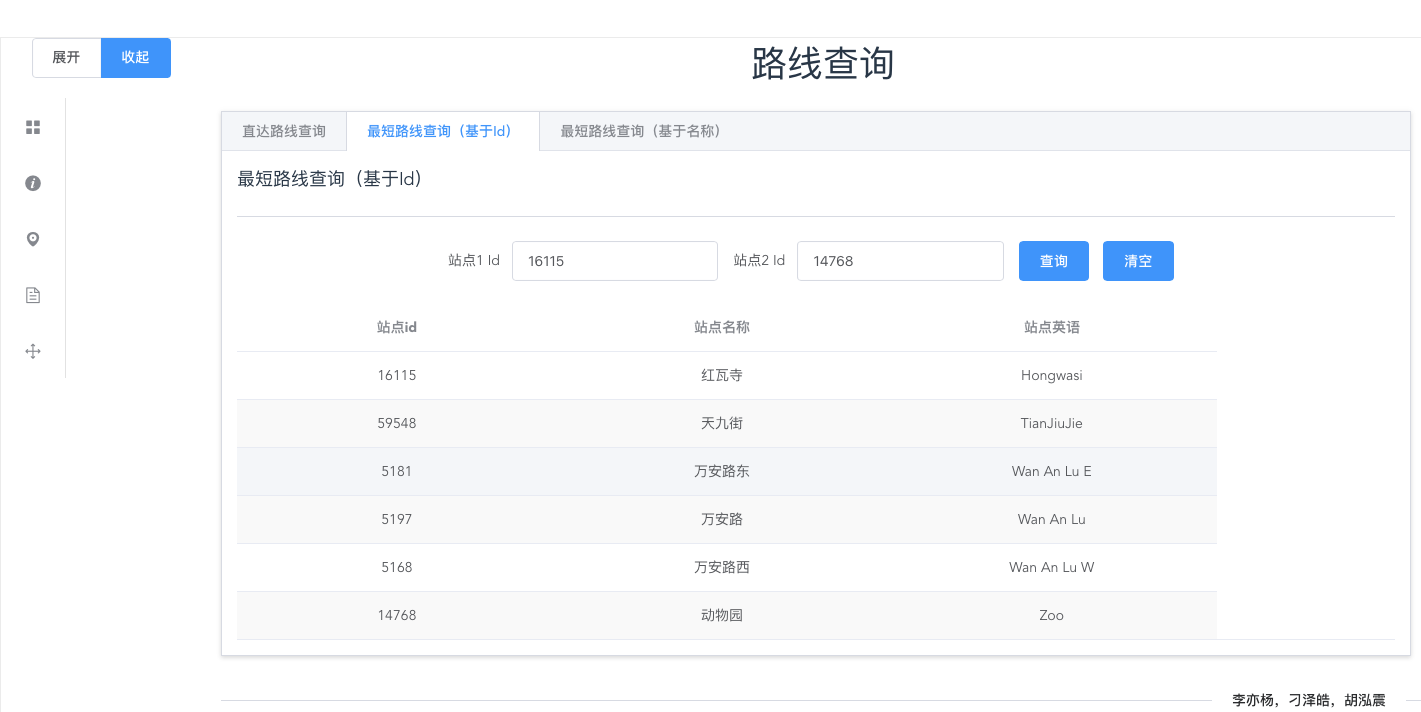 展开 收起
路线查询
直达路线查询 最短路线查询（基于Id） 最短路线查询（基于名称）
最短路线查询（基于Id）
站点1 Id 16115 站点2 Id 14768 查询 清空
站点id 站点名称 站点英语
16115 红瓦寺 Hongwasi
59548 天九街 TianJiuJie
5181 万安路东 Wan An Lu E
5197 万安路 Wan An Lu
5168 万安路西 Wan An Lu W
14768 动物园 Zoo
李亦杨，刁泽皓，胡泓震